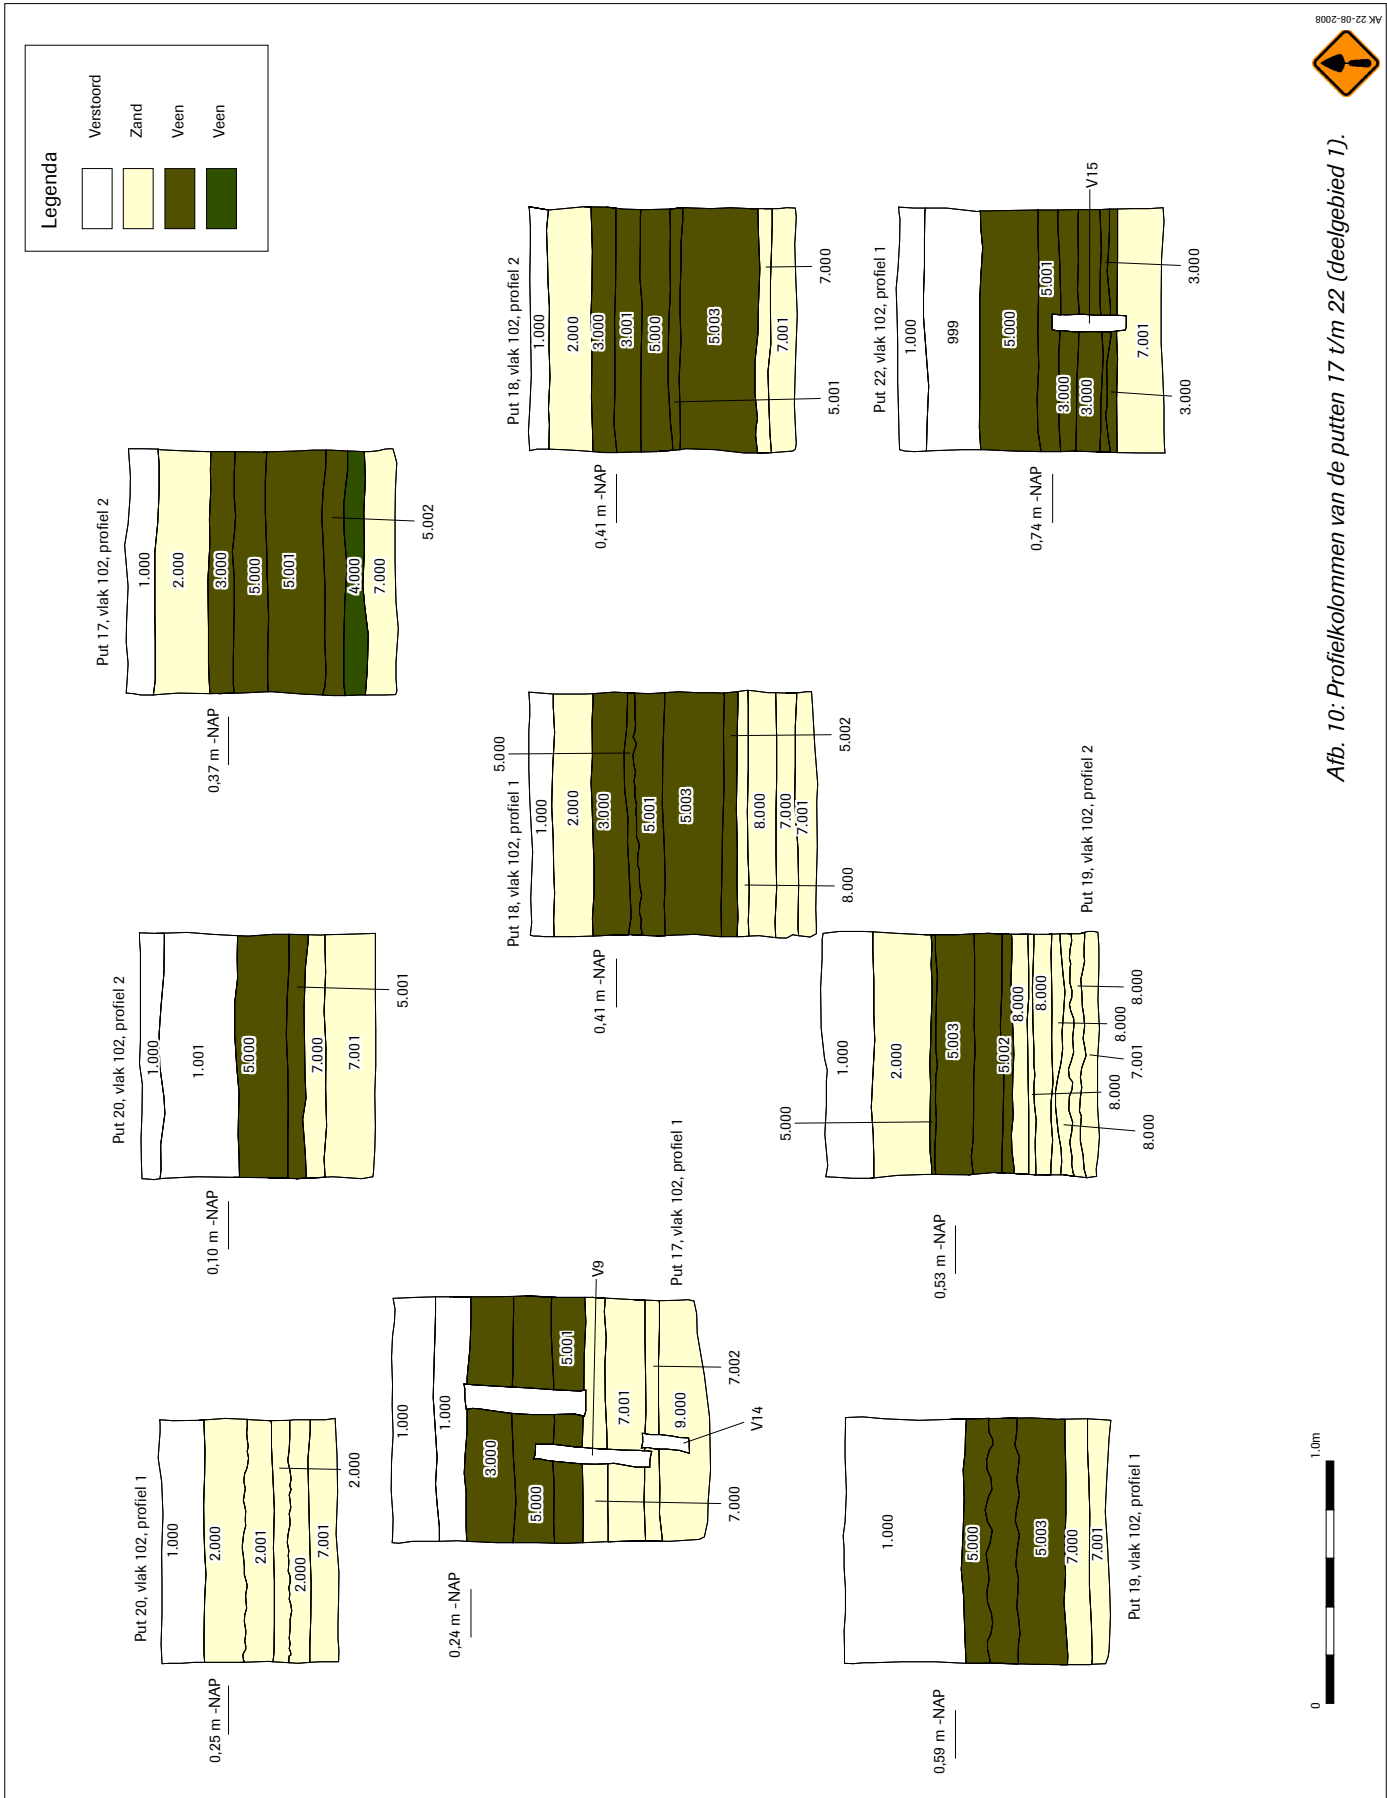 Legenda
Verstoord
Zand
Veen
Veen
Put 20, vlak 102, profiel 1
0,25 m -NAP
1.000
2.000
2.001
2.000
2.000
7.001
Put 20, vlak 102, profiel 2
0,10 m -NAP
1.000
1.001
5.000
5.001
7.000
7.001
Put 17, vlak 102, profiel 2
0,37 m -NAP
1.000
2.000
3.000
5.000
5.001
5.002
4.000
7.000
Put 17, vlak 102, profiel 1
0,24 m -NAP
1.000
1.000
3.000
5.000
5.001
V9
7.000
7.001
7.002
9.000
V14
Put 18, vlak 102, profiel 1
0,41 m -NAP
1.000
2.000
3.000
5.000
5.001
5.003
5.002
8.000
8.000
7.000
7.001
Put 18, vlak 102, profiel 2
0,41 m -NAP
1.000
2.000
3.000
3.001
5.000
5.001
5.003
7.000
7.001
Put 19, vlak 102, profiel 1
0,59 m -NAP
1.000
5.000
5.003
7.000
7.001
Put 19, vlak 102, profiel 2
0,53 m -NAP
1.000
2.000
5.000
5.003
5.002
8.000
8.000
8.000
8.000
8.000
7.001
8.000
Put 22, vlak 102, profiel 1
0,74 m -NAP
1.000
999
5.000
5.001
3.000
3.000
3.000
3.000
V15
7.001
0
1.0m
Afb. 10: Profielkolommen van de putten 17 t/m 22 (deelgebied 1).
AK 22-08-2008